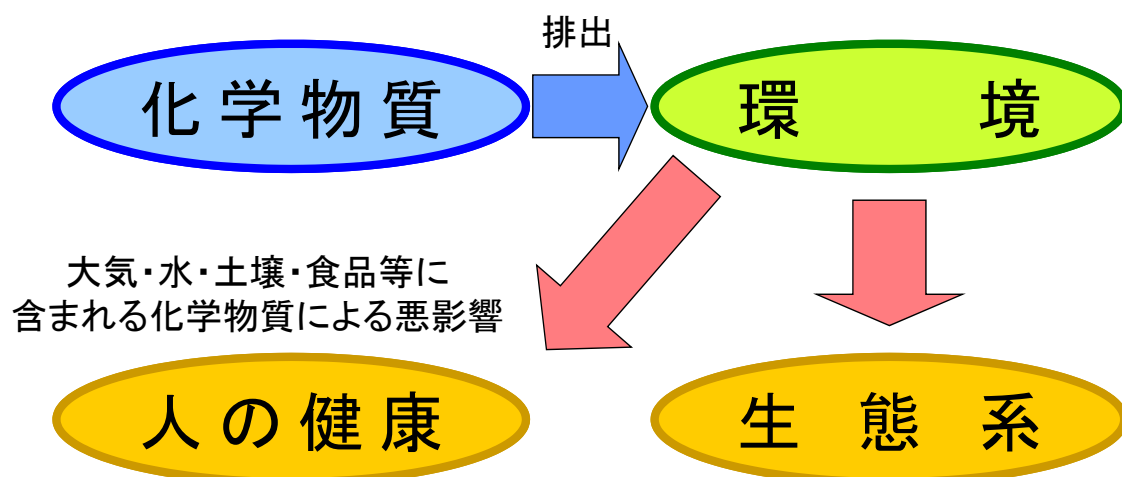 排出
化学物質
環境
大気・水・土壌・食品等に
含まれる化学物質による悪影響
人の健康
生態系